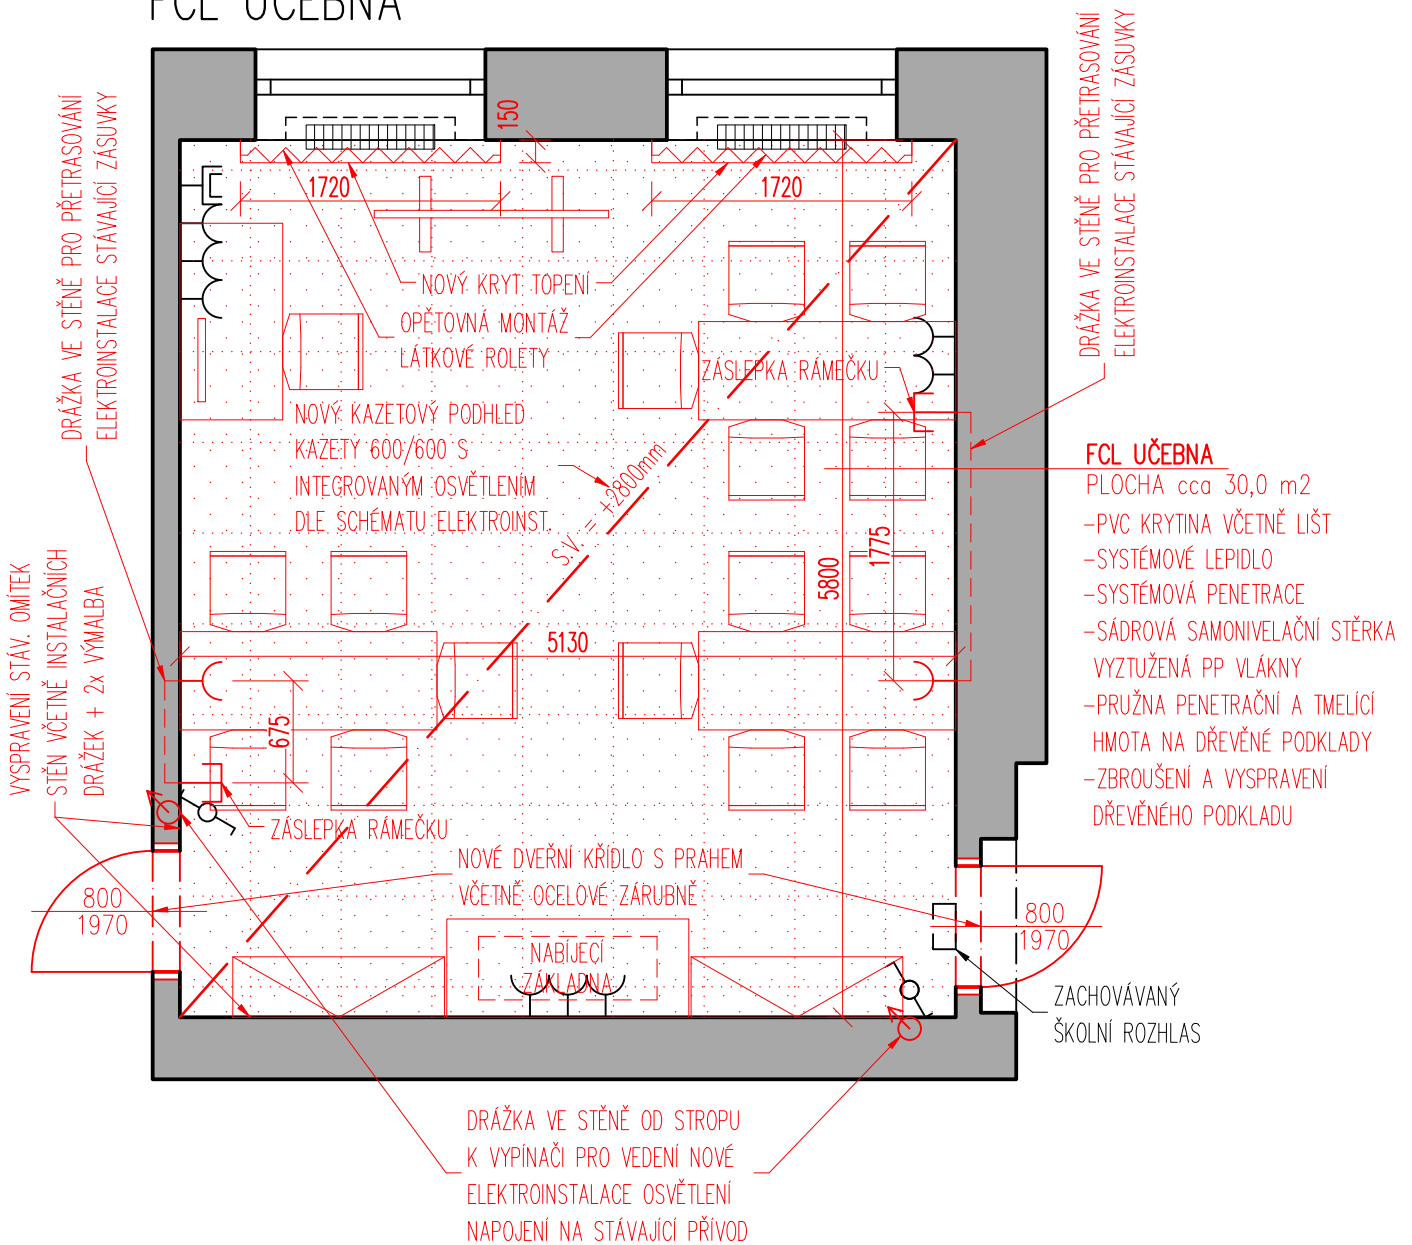 FCL UČEBNA
DRÁŽKA VE STĚNĚ PRO PŘETRASOVÁNÍ
ELEKTROINSTALACE STÁVAJÍCÍ ZÁSUVKY
DRÁŽKA VE STĚNĚ PRO PŘETRASOVÁNÍ
ELEKTROINSTALACE STÁVAJÍCÍ ZÁSUVKY
150
1720
1720
NOVÝ KRYT TOPENÍ
OPĚTOVNÁ MONTÁŽ
LÁTKOVÉ ROLETY
ZÁSLEPKA RÁMEČKU
NOVÝ KAZETOVÝ PODHLED
KAZETY 600/600 S
INTEGROVANÝM OSVĚTLENÍM
DLE SCHÉMATU ELEKTROINST.
S.V. = +2800mm
5800
1775
5130
675
FCL UČEBNA
PLOCHA cca 30,0 m2
-PVC KRYTINA VČETNĚ LIŠT
-SYSTÉMOVÉ LEPIDLO
-SYSTÉMOVÁ PENETRACE
-SÁDROVÁ SAMONIVELAČNÍ STĚRKA
VYZTUŽENÁ PP VLÁKNY
-PRUŽNA PENETRAČNÍ A TMELÍCÍ
HMOTA NA DŘEVĚNÉ PODKLADY
-ZBROUŠENÍ A VYSPRAVENÍ
DŘEVĚNÉHO PODKLADU
VYSPRAVENÍ STÁV. OMÍTEK
STĚN VČETNĚ INSTALAČNÍCH
DRÁŽEK + 2x VÝMALBA
ZÁSLEPKA RÁMEČKU
NOVÉ DVEŘNÍ KŘÍDLO S PRAHEM
VČETNĚ OCELOVÉ ZÁRUBNĚ
800
1970
800
1970
NABÍJECÍ
ZÁKLADNA
ZACHOVÁVANÝ
ŠKOLNÍ ROZHLAS
DRÁŽKA VE STĚNĚ OD STROPU
K VYPÍNAČI PRO VEDENÍ NOVÉ
ELEKTROINSTALACE OSVĚTLENÍ
NAPOJENÍ NA STÁVAJÍCÍ PŘÍVOD